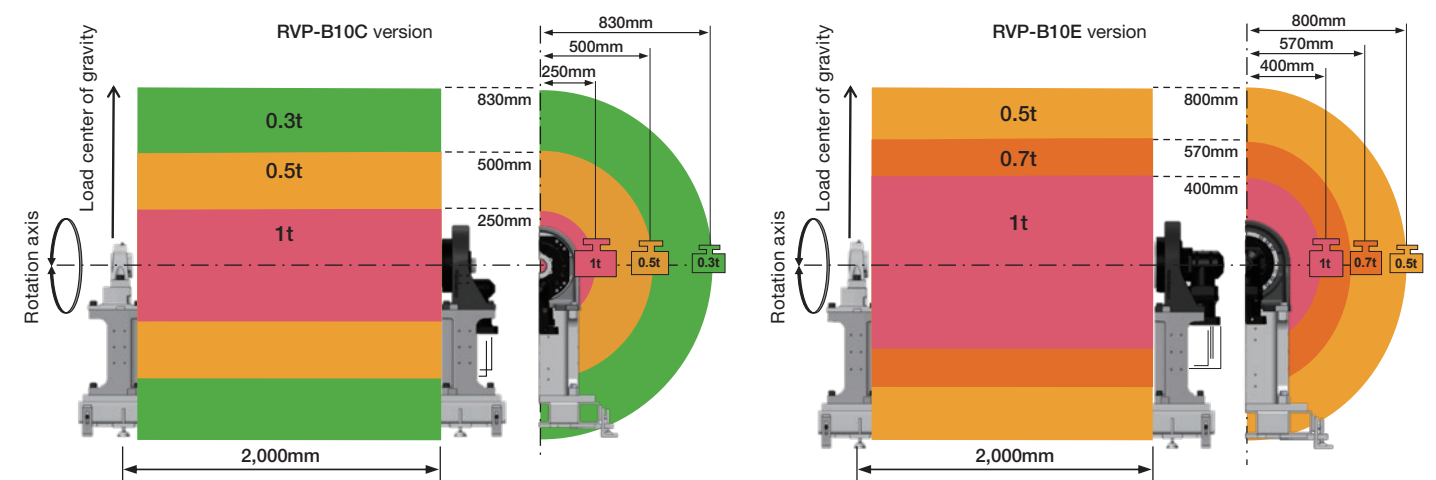 RVP-B10C version
830mm
500mm
250mm
Load center of gravity
Rotation axis
0.3t
0.5t
1t
830mm
500mm
250mm
1t
0.5t
0.3t
2,000mm
RVP-B10E version
800mm
570mm
400mm
Load center of gravity
Rotation axis
0.5t
0.7t
1t
800mm
570mm
400mm
1t
0.7t
0.5t
2,000mm